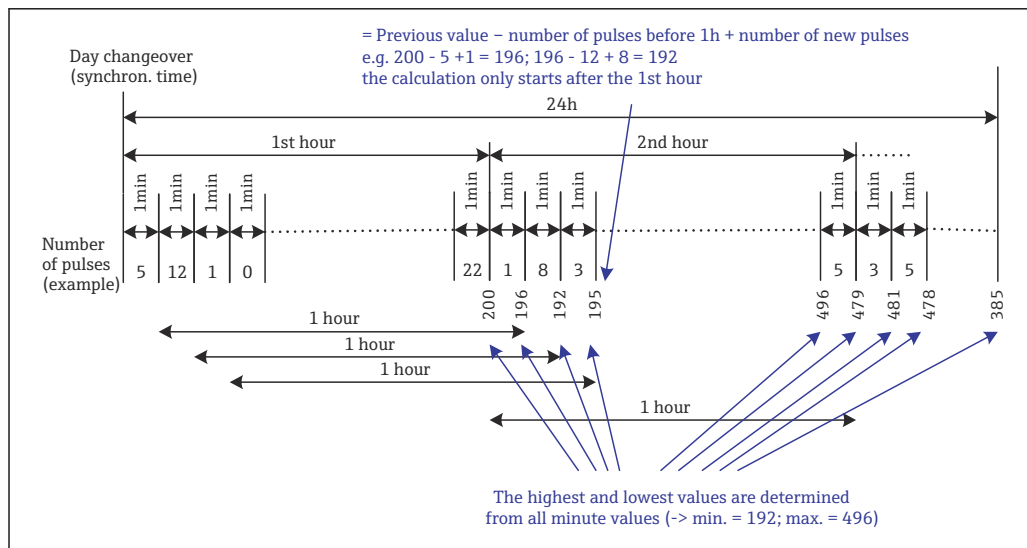 = Previous value – number of pulses before 1h + number of new pulses
e.g. 200 - 5 +1 = 196; 196 - 12 + 8 = 192
the calculation only starts after the 1st hour
Day changeover
(synchron. time)
24h
1st hour
2nd hour
1min 1min 1min 1min 1min 1min 1min 1min 1min 1min 1min
Number
of pulses
(example)
5 12 1 0 22 1 8 3 5 3 5
200 196 192 195 496 479 481 478 385
1 hour
1 hour
1 hour
1 hour
The highest and lowest values are determined
from all minute values (-> min. = 192; max. = 496)